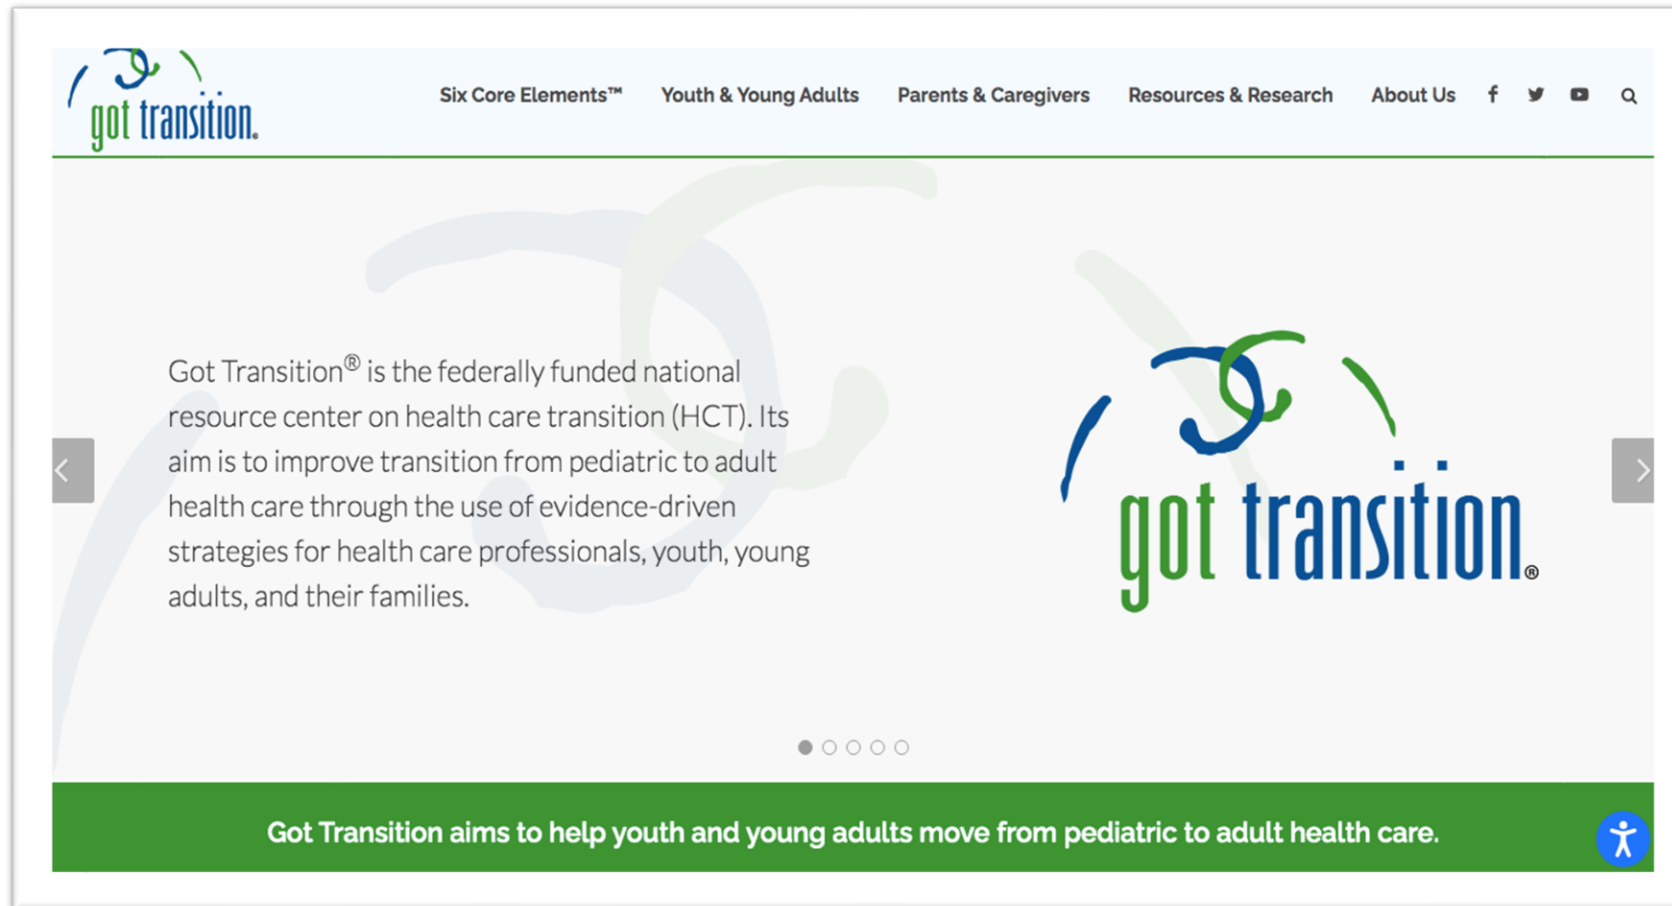 got transition®
Six Core Elements™ Youth & Young Adults Parents & Caregivers Resources & Research About Us
Got Transition® is the federally funded national
resource center on health care transition (HCT). Its
aim is to improve transition from pediatric to adult
health care through the use of evidence-driven
strategies for health care professionals, youth, young
adults, and their families.
got transition®
Got Transition aims to help youth and young adults move from pediatric to adult health care.